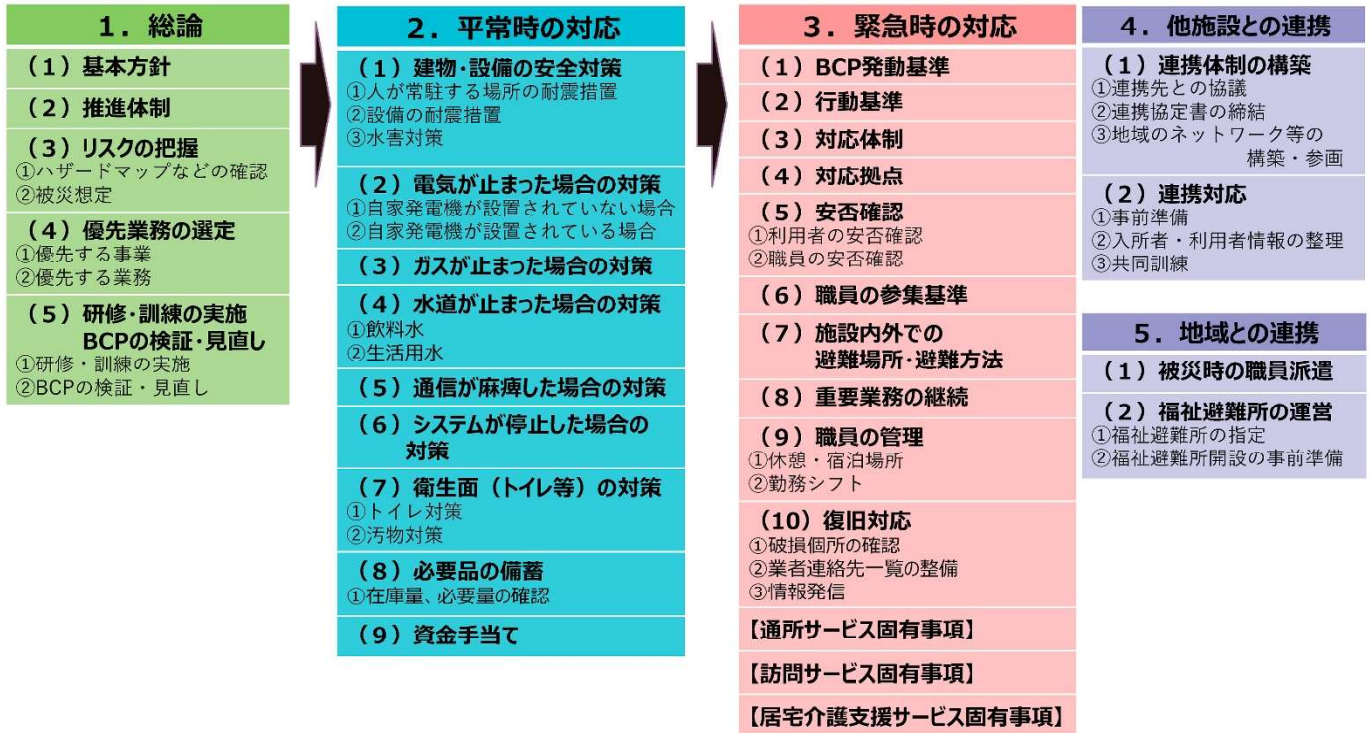 1．総論
（1）基本方針
（2）推進体制
（3）リスクの把握
①ハザードマップなどの確認
②被災想定
（4）優先業務の選定
①優先する事業
②優先する業務
（5）研修・訓練の実施
BCPの検証・見直し
①研修・訓練の実施
②BCPの検証・見直し
2．平常時の対応
（1）建物・設備の安全対策
①人が常駐する場所の耐震措置
②設備の耐震措置
③水害対策
（2）電気が止まった場合の対策
①自家発電機が設置されていない場合
②自家発電機が設置されている場合
（3）ガスが止まった場合の対策
（4）水道が止まった場合の対策
①飲料水
②生活用水
（5）通信が麻痺した場合の対策
（6）システムが停止した場合の
対策
（7）衛生面（トイレ等）の対策
①トイレ対策
②汚物対策
（8）必要品の備蓄
①在庫量、必要量の確認
（9）資金手当て
3．緊急時の対応
（1）BCP発動基準
（2）行動基準
（3）対応体制
（4）対応拠点
（5）安否確認
①利用者の安否確認
②職員の安否確認
（6）職員の参集基準
（7）施設内外での
避難場所・避難方法
（8）重要業務の継続
（9）職員の管理
①休憩・宿泊場所
②勤務シフト
（10）復旧対応
①破損個所の確認
②業者連絡先一覧の整備
③情報発信
【通所サービス固有事項】
【訪問サービス固有事項】
【居宅介護支援サービス固有事項】
4．他施設との連携
（1）連携体制の構築
①連携先との協議
②連携協定書の締結
③地域のネットワーク等の
構築・参画
（2）連携対応
①事前準備
②入所者・利用者情報の整理
③共同訓練
5．地域との連携
（1）被災時の職員派遣
（2）福祉避難所の運営
①福祉避難所の指定
②福祉避難所開設の事前準備